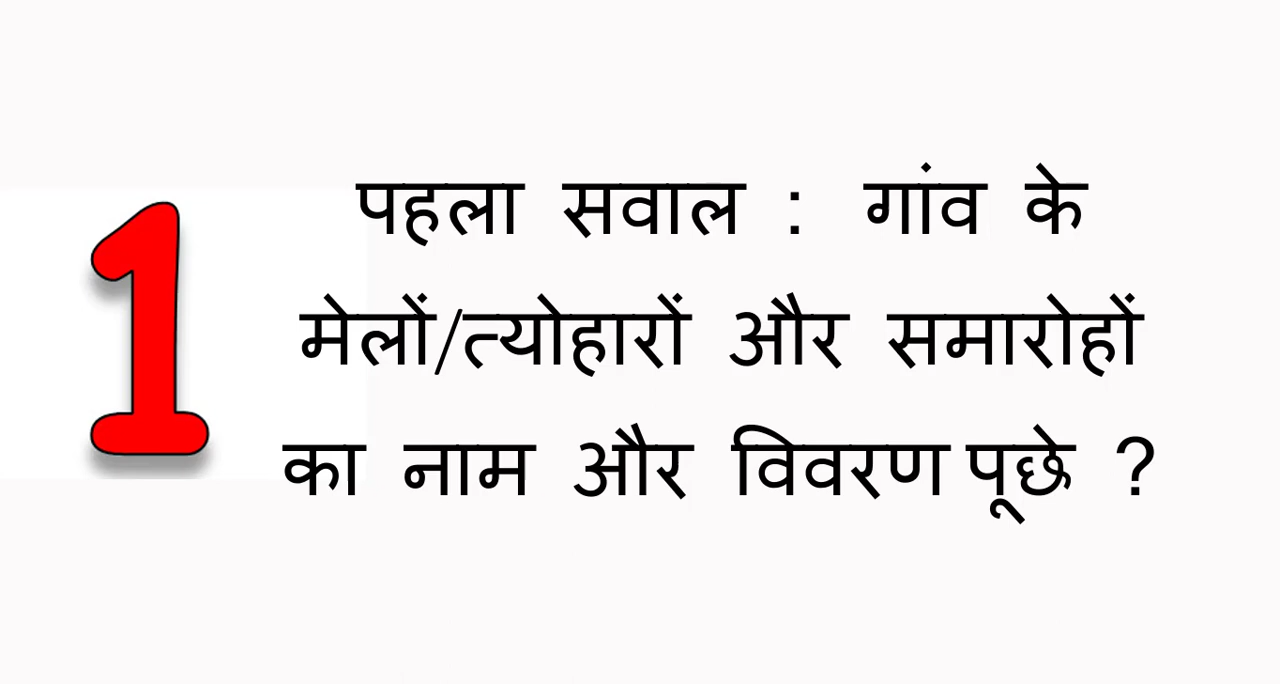 1
पहला सवाल : गांव के
मेलों/त्योहारों और समारोहों
का नाम और विवरण पूछे ?